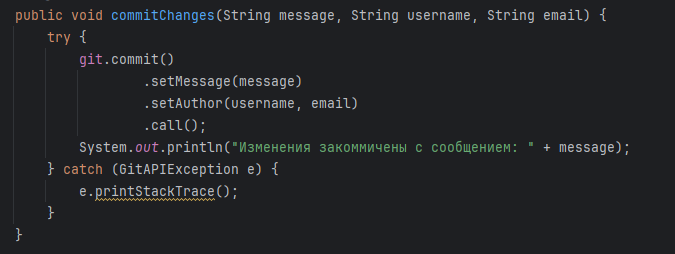 public void commitChanges(String message, String username, String email) {
    try {
        git.commit()
                .setMessage(message)
                .setAuthor(username, email)
                .call();
        System.out.println("Изменения закоммичены с сообщением: " + message);
    } catch (GitAPIException e) {
        e.printStackTrace();
    }
}